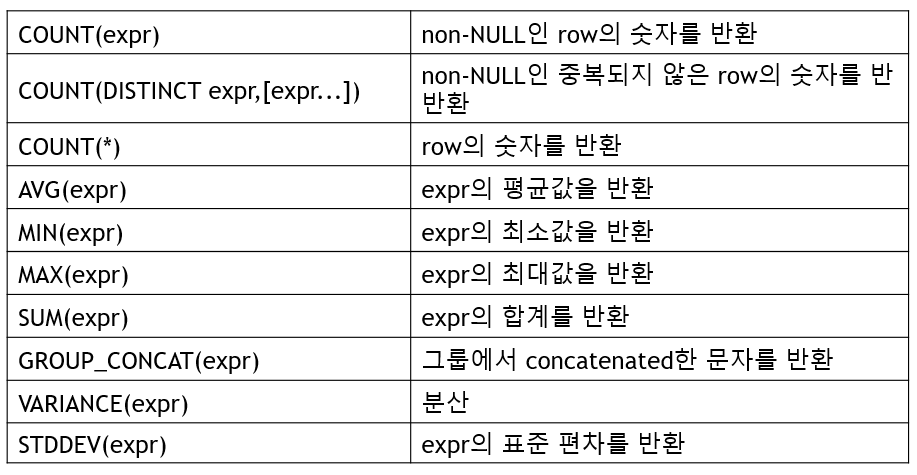 COUNT(expr)
non-NULL인 row의 숫자를 반환
COUNT(DISTINCT expr,[expr...])
non-NULL인 중복되지 않은 row의 숫자를 반
반환
COUNT(*)
row의 숫자를 반환
AVG(expr)
expr의 평균값을 반환
MIN(expr)
expr의 최소값을 반환
MAX(expr)
expr의 최대값을 반환
SUM(expr)
expr의 합계를 반환
GROUP_CONCAT(expr)
그룹에서 concatenated한 문자를 반환
VARIANCE(expr)
분산
STDDEV(expr)
expr의 표준 편차를 반환